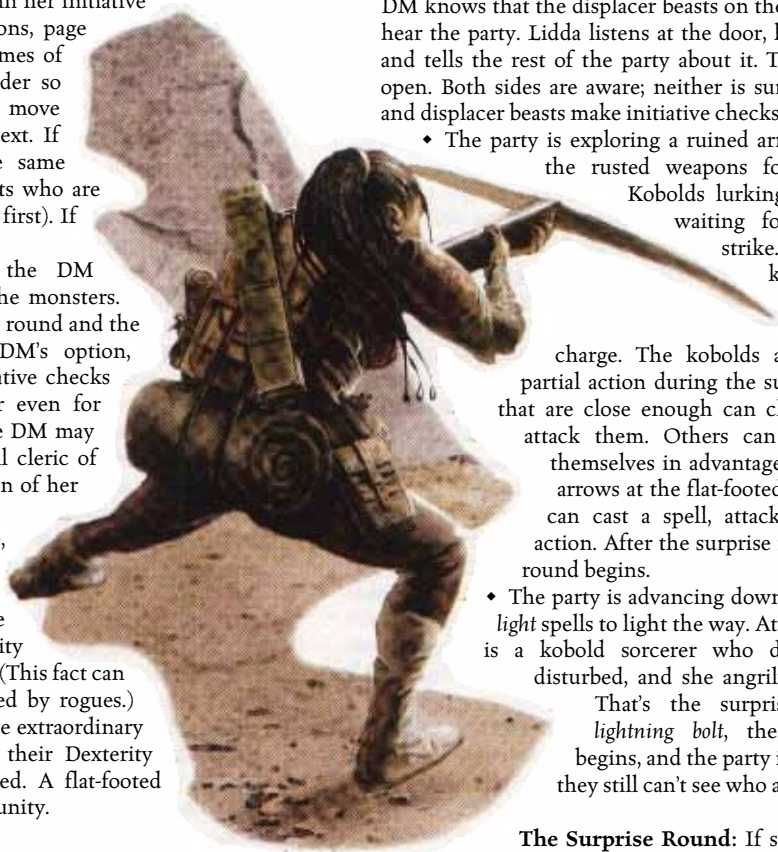 in her initiative
ons, page
mes of
der so
move
ext. If
e same
ts who are
first). If
the DM
he monsters.
round and the
DM's option,
ative checks
r even for
e DM may
l cleric of
n of her
,
e
ity
(This fact can
ed by rogues.)
e extraordinary
their Dexterity
ed. A flat-footed
unity.
DM knows that the displacer beasts on the
hear the party. Lidda listens at the door, h
and tells the rest of the party about it. T
open. Both sides are aware; neither is sur
and displacer beasts make initiative checks
◆ The party is exploring a ruined arm
the rusted weapons fo
Kobolds lurking
waiting fo
strike.
k
charge. The kobolds a
partial action during the su
that are close enough can cl
attack them. Others can
themselves in advantage
arrows at the flat-footed
can cast a spell, attack
action. After the surprise
round begins.
◆ The party is advancing down
light spells to light the way. At
is a kobold sorcerer who d
disturbed, and she angril
That's the surpris
lightning bolt, the
begins, and the party i
they still can't see who a
The Surprise Round: If s